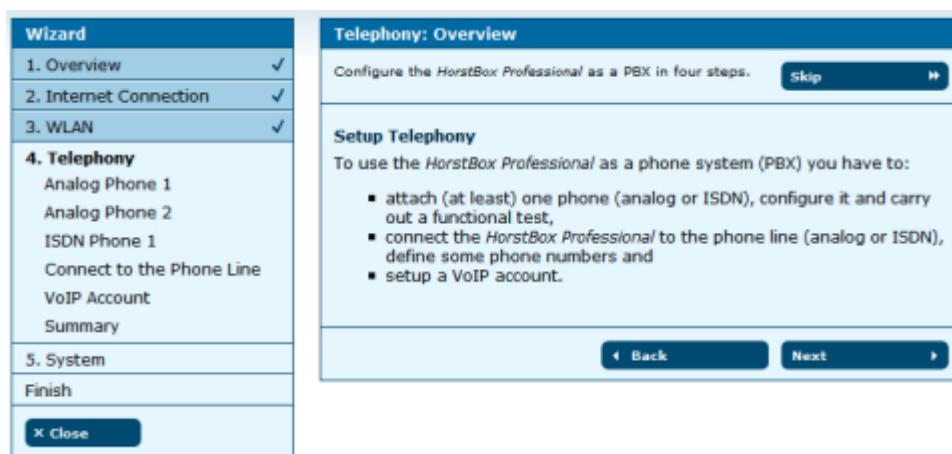 Wizard
1. Overview
2. Internet Connection
3. WLAN
4. Telephony
Analog Phone 1
Analog Phone 2
ISDN Phone 1
Connect to the Phone Line
VoIP Account
Summary
5. System
Finish
× Close
Telephony: Overview
Configure the HorstBox Professional as a PBX in four steps.
Skip
Setup Telephony
To use the HorstBox Professional as a phone system (PBX) you have to:
▪ attach (at least) one phone (analog or ISDN), configure it and carry
out a functional test,
▪ connect the HorstBox Professional to the phone line (analog or ISDN),
define some phone numbers and
▪ setup a VoIP account.
Back
Next